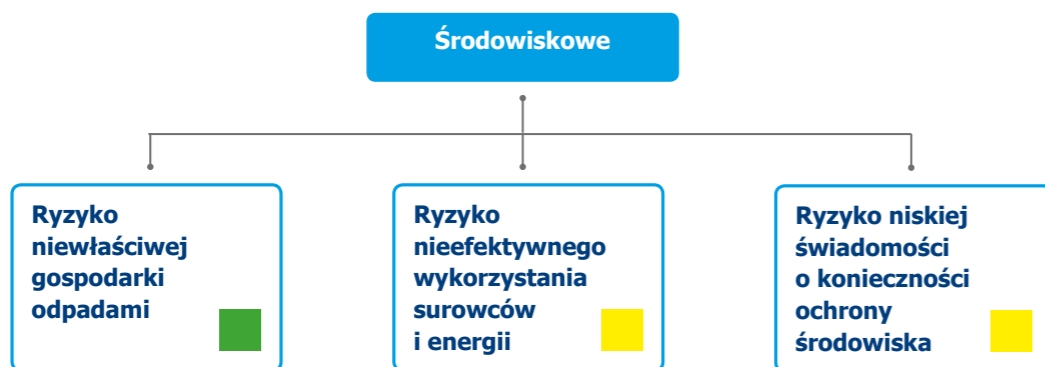 Środowiskowe
Ryzyko
niewłaściwej
gospodarki
odpadami
Ryzyko
nieefektywnego
wykorzystania
surowców
i energii
Ryzyko niskiej
świadomości
o konieczności
ochrony
środowiska